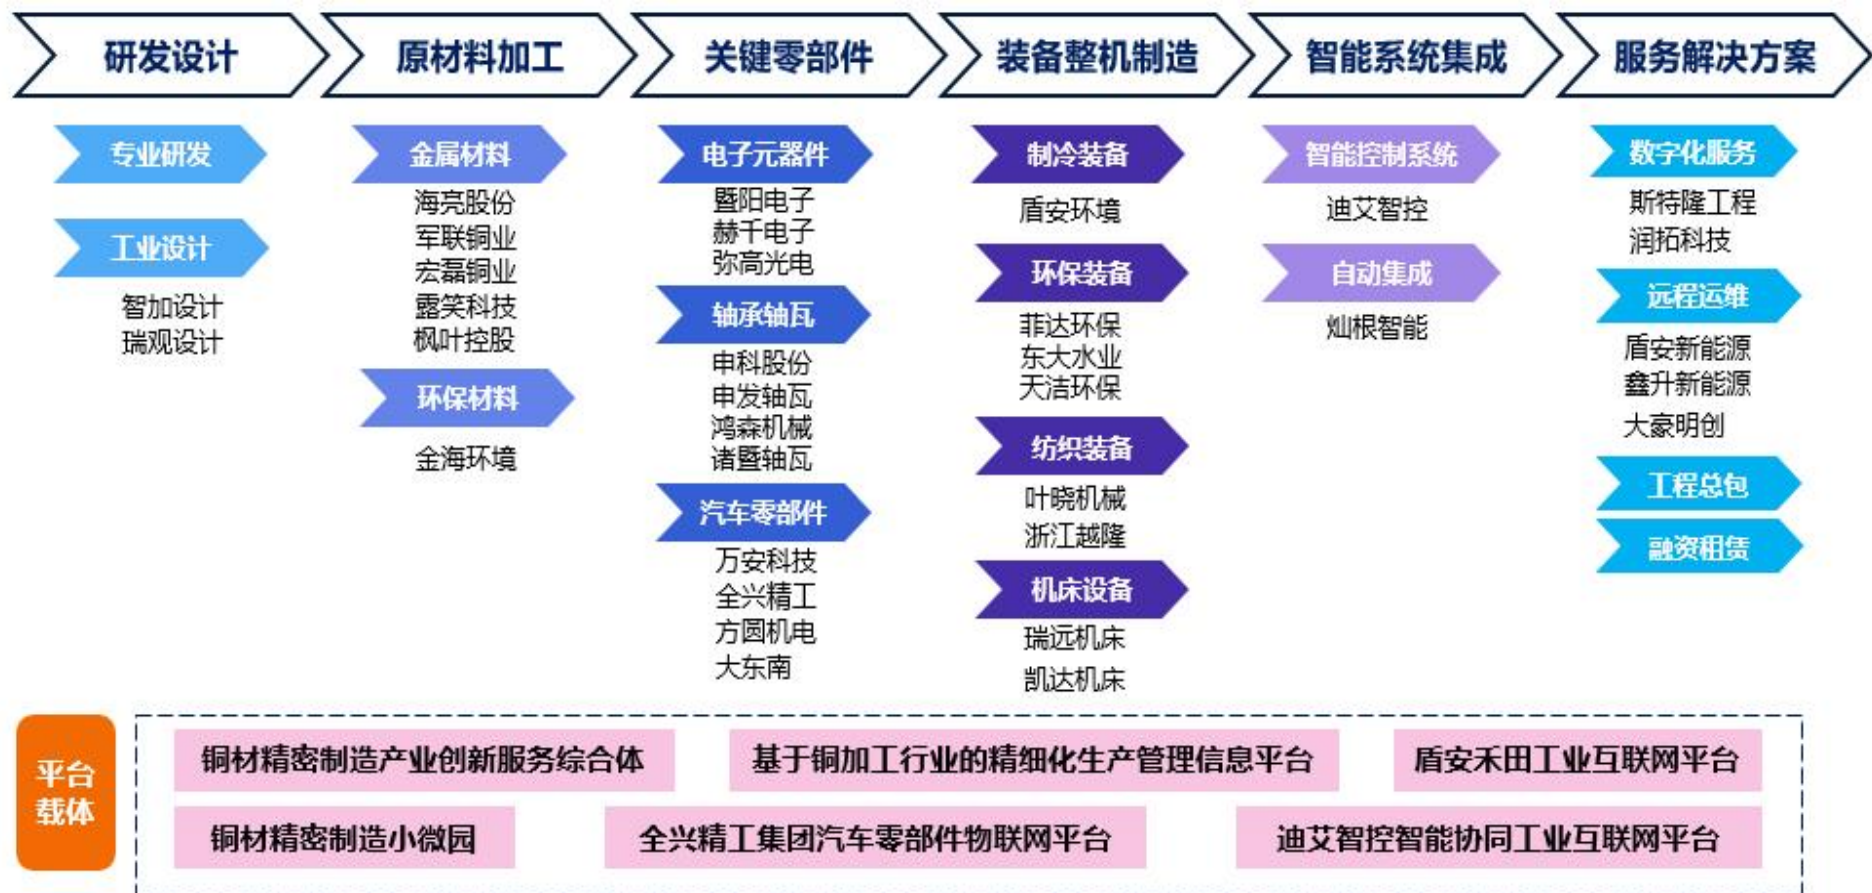 研发设计
原材料加工
关键零部件
装备整机制造
智能系统集成
服务解决方案
专业研发
工业设计
智加设计
瑞观设计
金属材料
海亮股份
军联铜业
宏磊铜业
露笑科技
枫叶控股
环保材料
金海环境
电子元器件
暨阳电子
赫千电子
弥高光电
轴承轴瓦
申科股份
申发轴瓦
鸿森机械
诸暨轴瓦
汽车零部件
万安科技
全兴精工
方圆机电
大东南
制冷装备
盾安环境
环保装备
菲达环保
东大水业
天洁环保
纺织装备
叶晓机械
浙江越隆
机床设备
瑞远机床
凯达机床
智能控制系统
迪艾智控
自动集成
灿根智能
数字化服务
斯特隆工程
润拓科技
远程运维
盾安新能源
鑫升新能源
大豪明创
工程总包
融资租赁
平台
载体
铜材精密制造产业创新服务综合体
基于铜加工行业的精细化生产管理信息平台
盾安禾田工业互联网平台
铜材精密制造小微园
全兴精工集团汽车零部件物联网平台
迪艾智控智能协同工业互联网平台